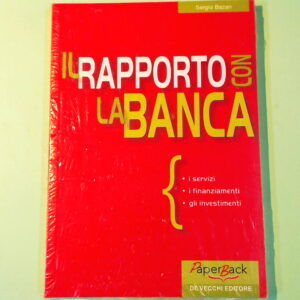 Sergio Bazan
IL RAPPORTO CON
LA BANCA
• i servizi
• i finanziamenti
• gli investimenti
PaperBack
DE VECCHI EDITORE